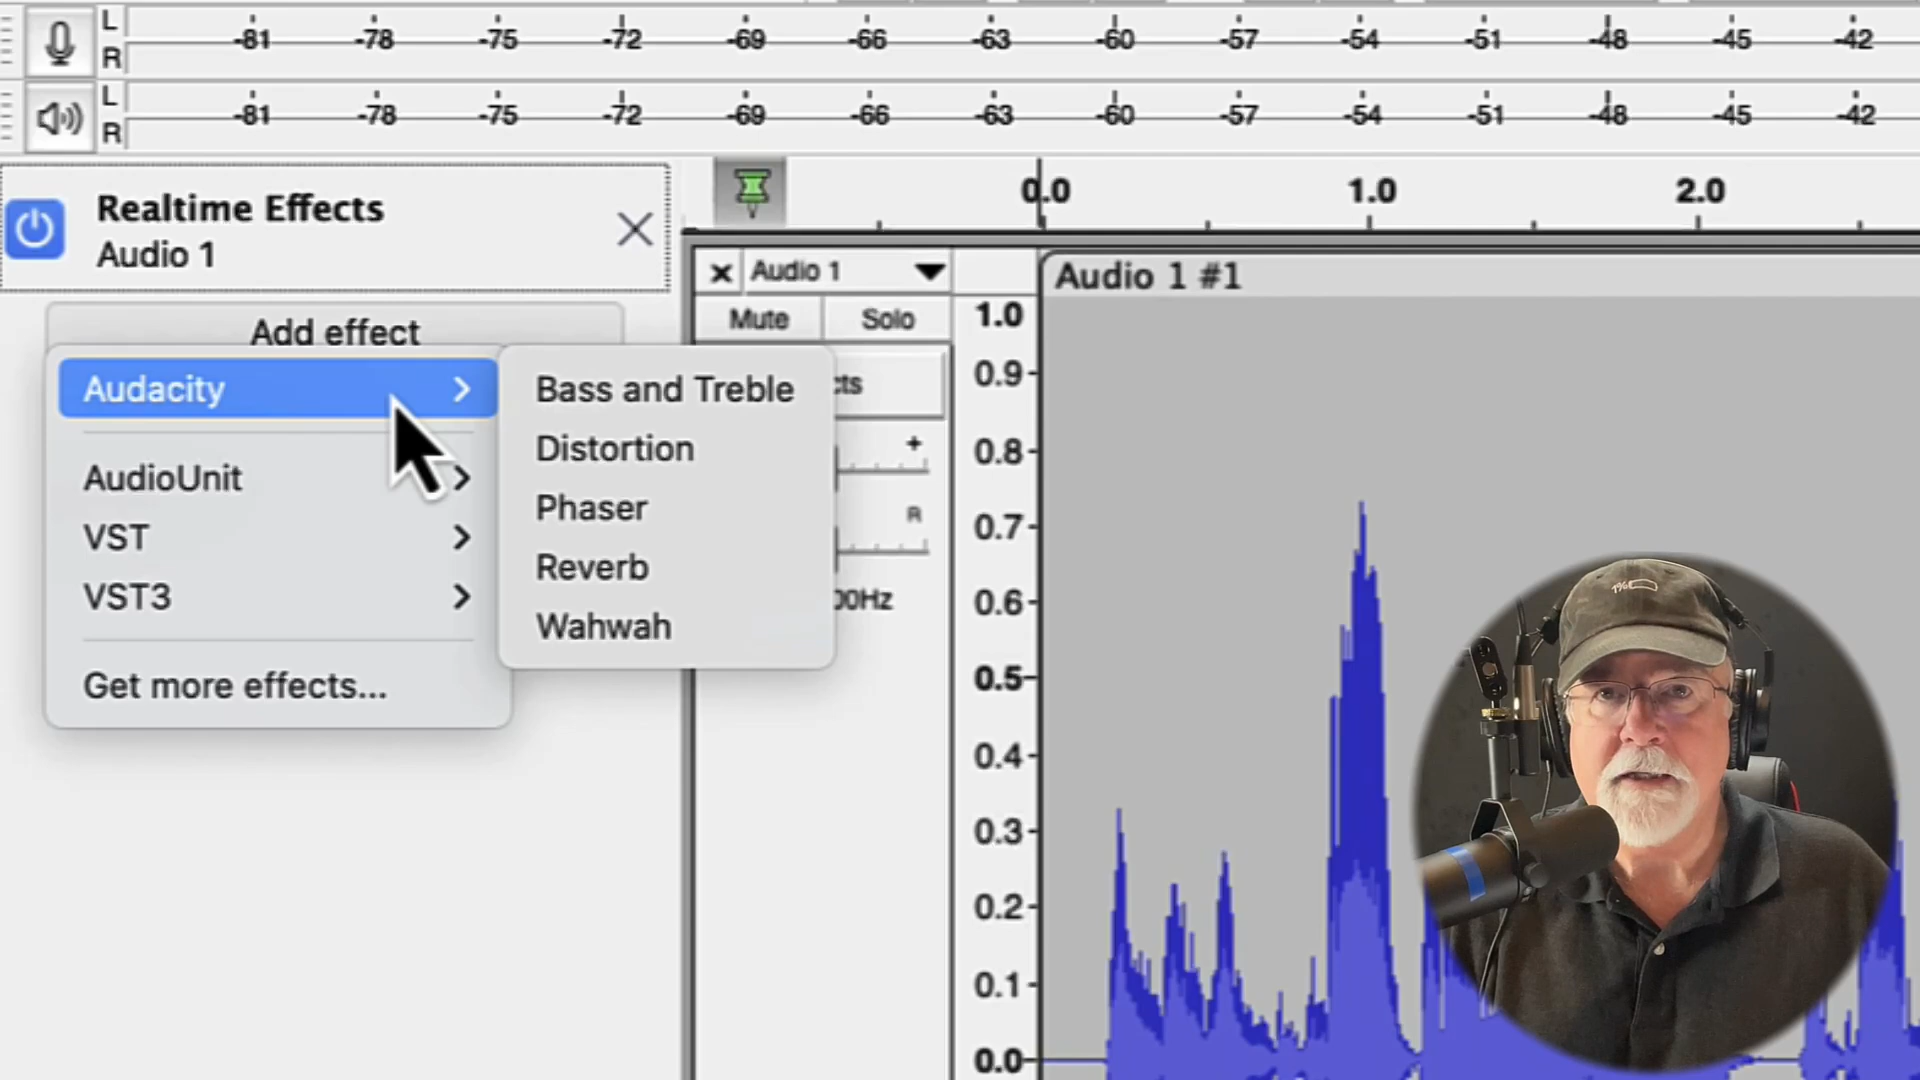 L
-81 -78 -75 -72 -69 -66 -63 -60 -57 -54 -51 -48 -45 -42
R
L
-81 -78 -75 -72 -69 -66 -63 -60 -57 -54 -51 -48 -45 -42
R
Realtime Effects
Audio 1
0.0 1.0 2.0
Audio 1
Audio 1 #1
Add effect
Mute Solo
Audacity
AudioUnit
VST
VST3
Get more effects...
Bass and Treble
Distortion
Phaser
Reverb
Wahwah
cts
+
R
00Hz
1.0
0.9
0.8
0.7
0.6
0.5
0.4
0.3
0.2
0.1
0.0